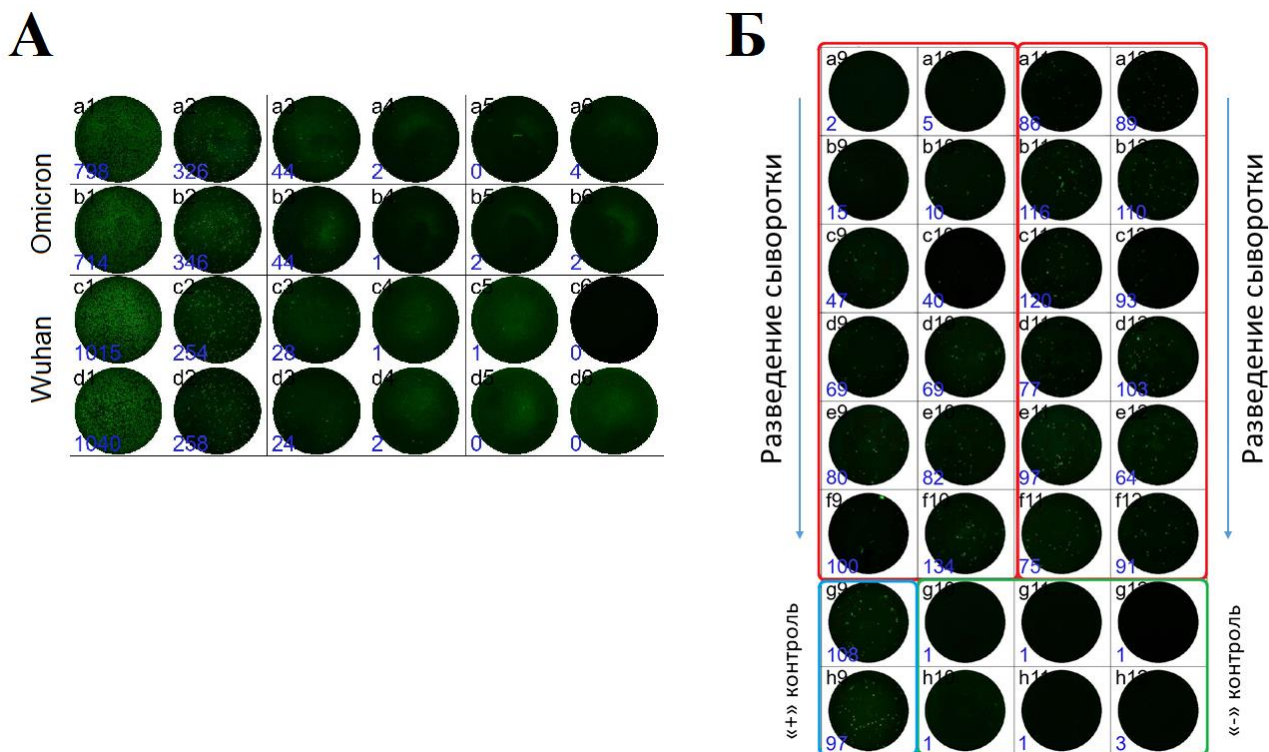 А
Б
Omicron
a1 a2 a3 a4 a5 a6
798 326 44 2 0 4
b1 b2 b3 b4 b5 b6
714 346 44 1 2 2
Wuhan
c1 c2 c3 c4 c5 c6
1015 254 28 1 1 0
d1 d2 d3 d4 d5 d6
1040 258 24 2 0 0
Разведение сыворотки
a9 a10 a11 a12
2 5 86 89
b9 b10 b11 b12
15 10 116 110
c9 c10 c11 c12
47 40 120 93
d9 d10 d11 d12
69 69 77 103
e9 e10 e11 e12
80 82 97 64
f9 f10 f11 f12
100 134 75 91
Разведение сыворотки
«+» контроль
g9 g10 g11 g12
108 1 1 1
h9 h10 h11 h12
97 1 1 3
«-» контроль